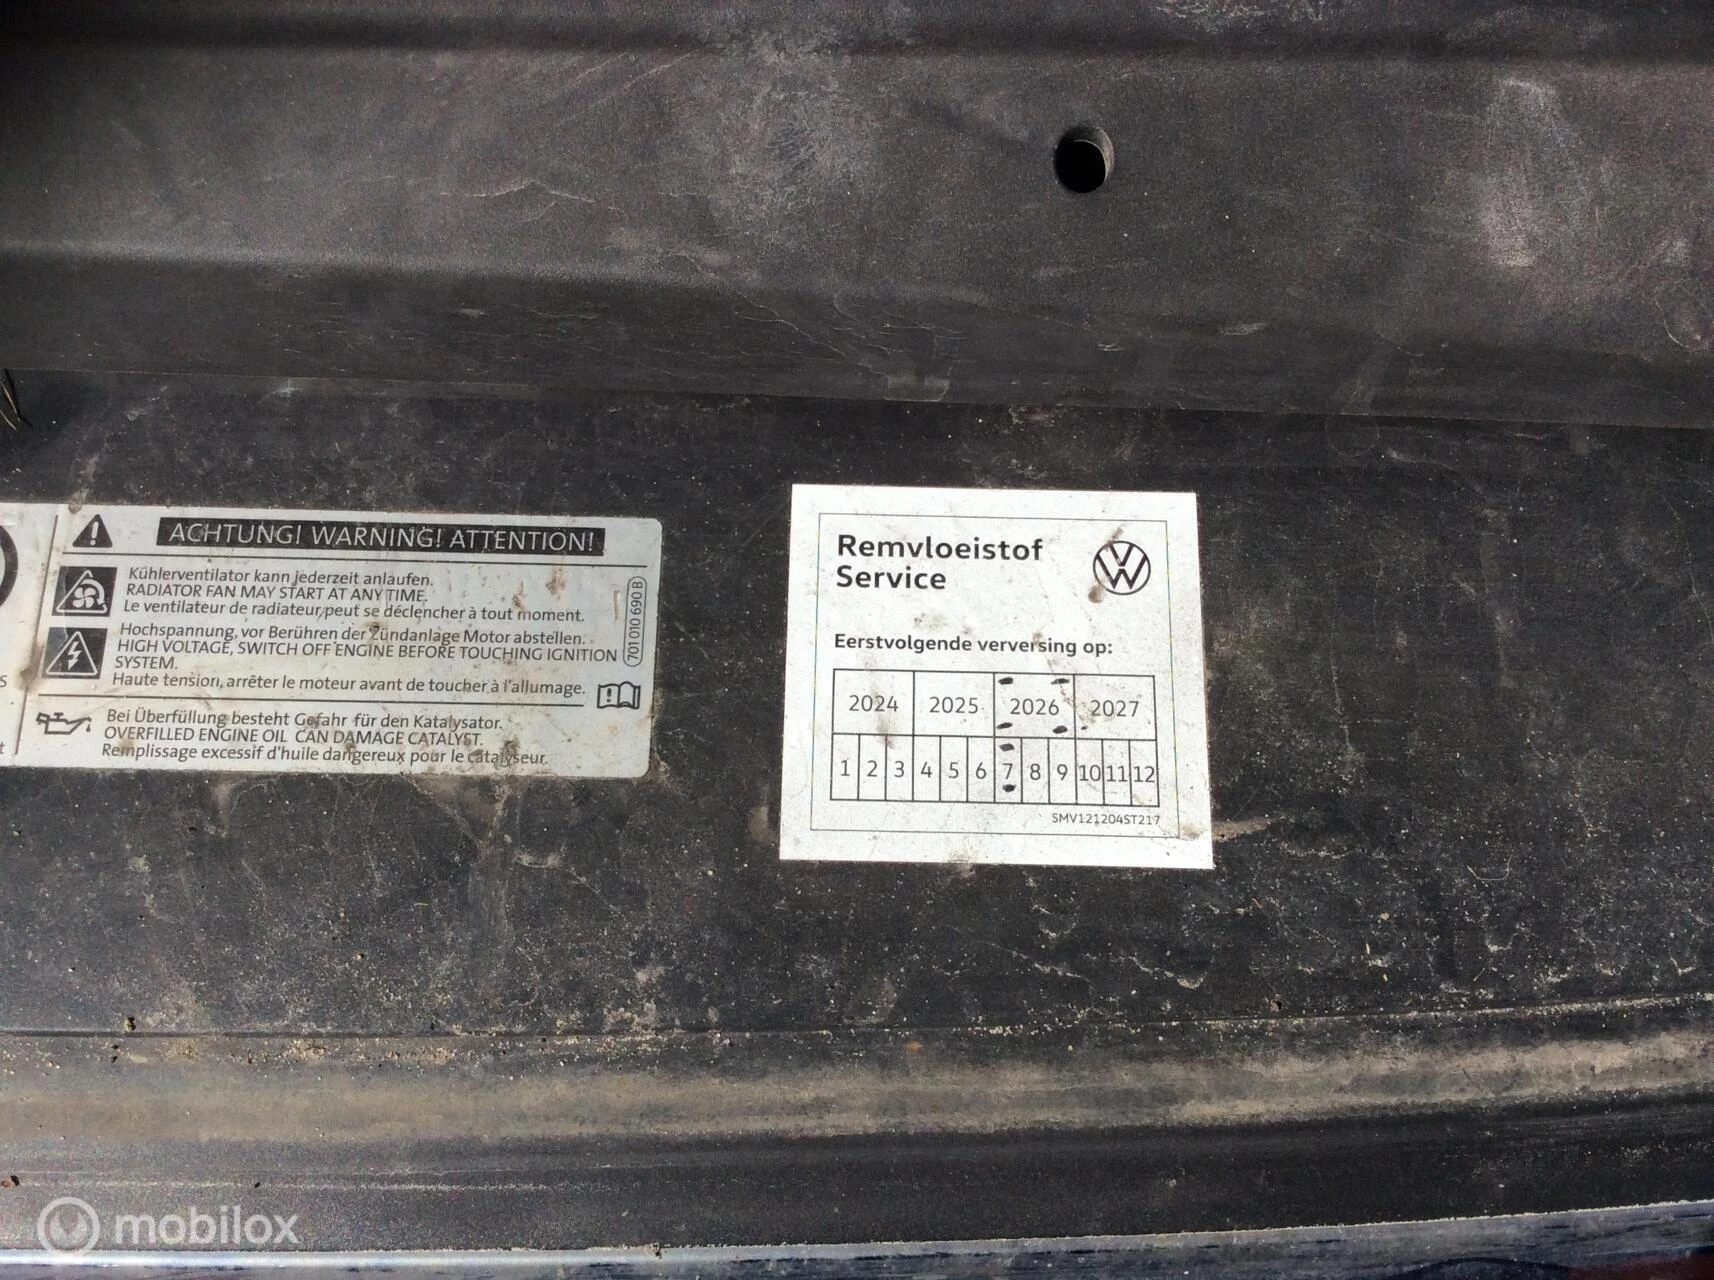 ACHTUNG! WARNING! ATTENTION!
Kühlerventilator kann jederzeit anlaufen.
RADIATOR FAN MAY START AT ANY TIME.
Le ventilateur de radiateur peut se déclencher à tout moment.
Hochspannung, vor Berühren der Zündanlage Motor abstellen.
HIGH VOLTAGE, SWITCH OFF ENGINE BEFORE TOUCHING IGNITION
SYSTEM.
Haute tension, arrêter le moteur avant de toucher à l'allumage.
Bei Überfüllung besteht Gefahr für den Katalysator.
OVERFILLED ENGINE OIL CAN DAMAGE CATALYST.
Remplissage excessif d'huile dangereux pour le catalyseur.
701 010 690 B
Remvloeistof
Service
Eerstvolgende verversing op:
2024 2025 2026 2027
1 2 3 4 5 6 7 8 9 10 11 12
SMV121204ST217
mobilox